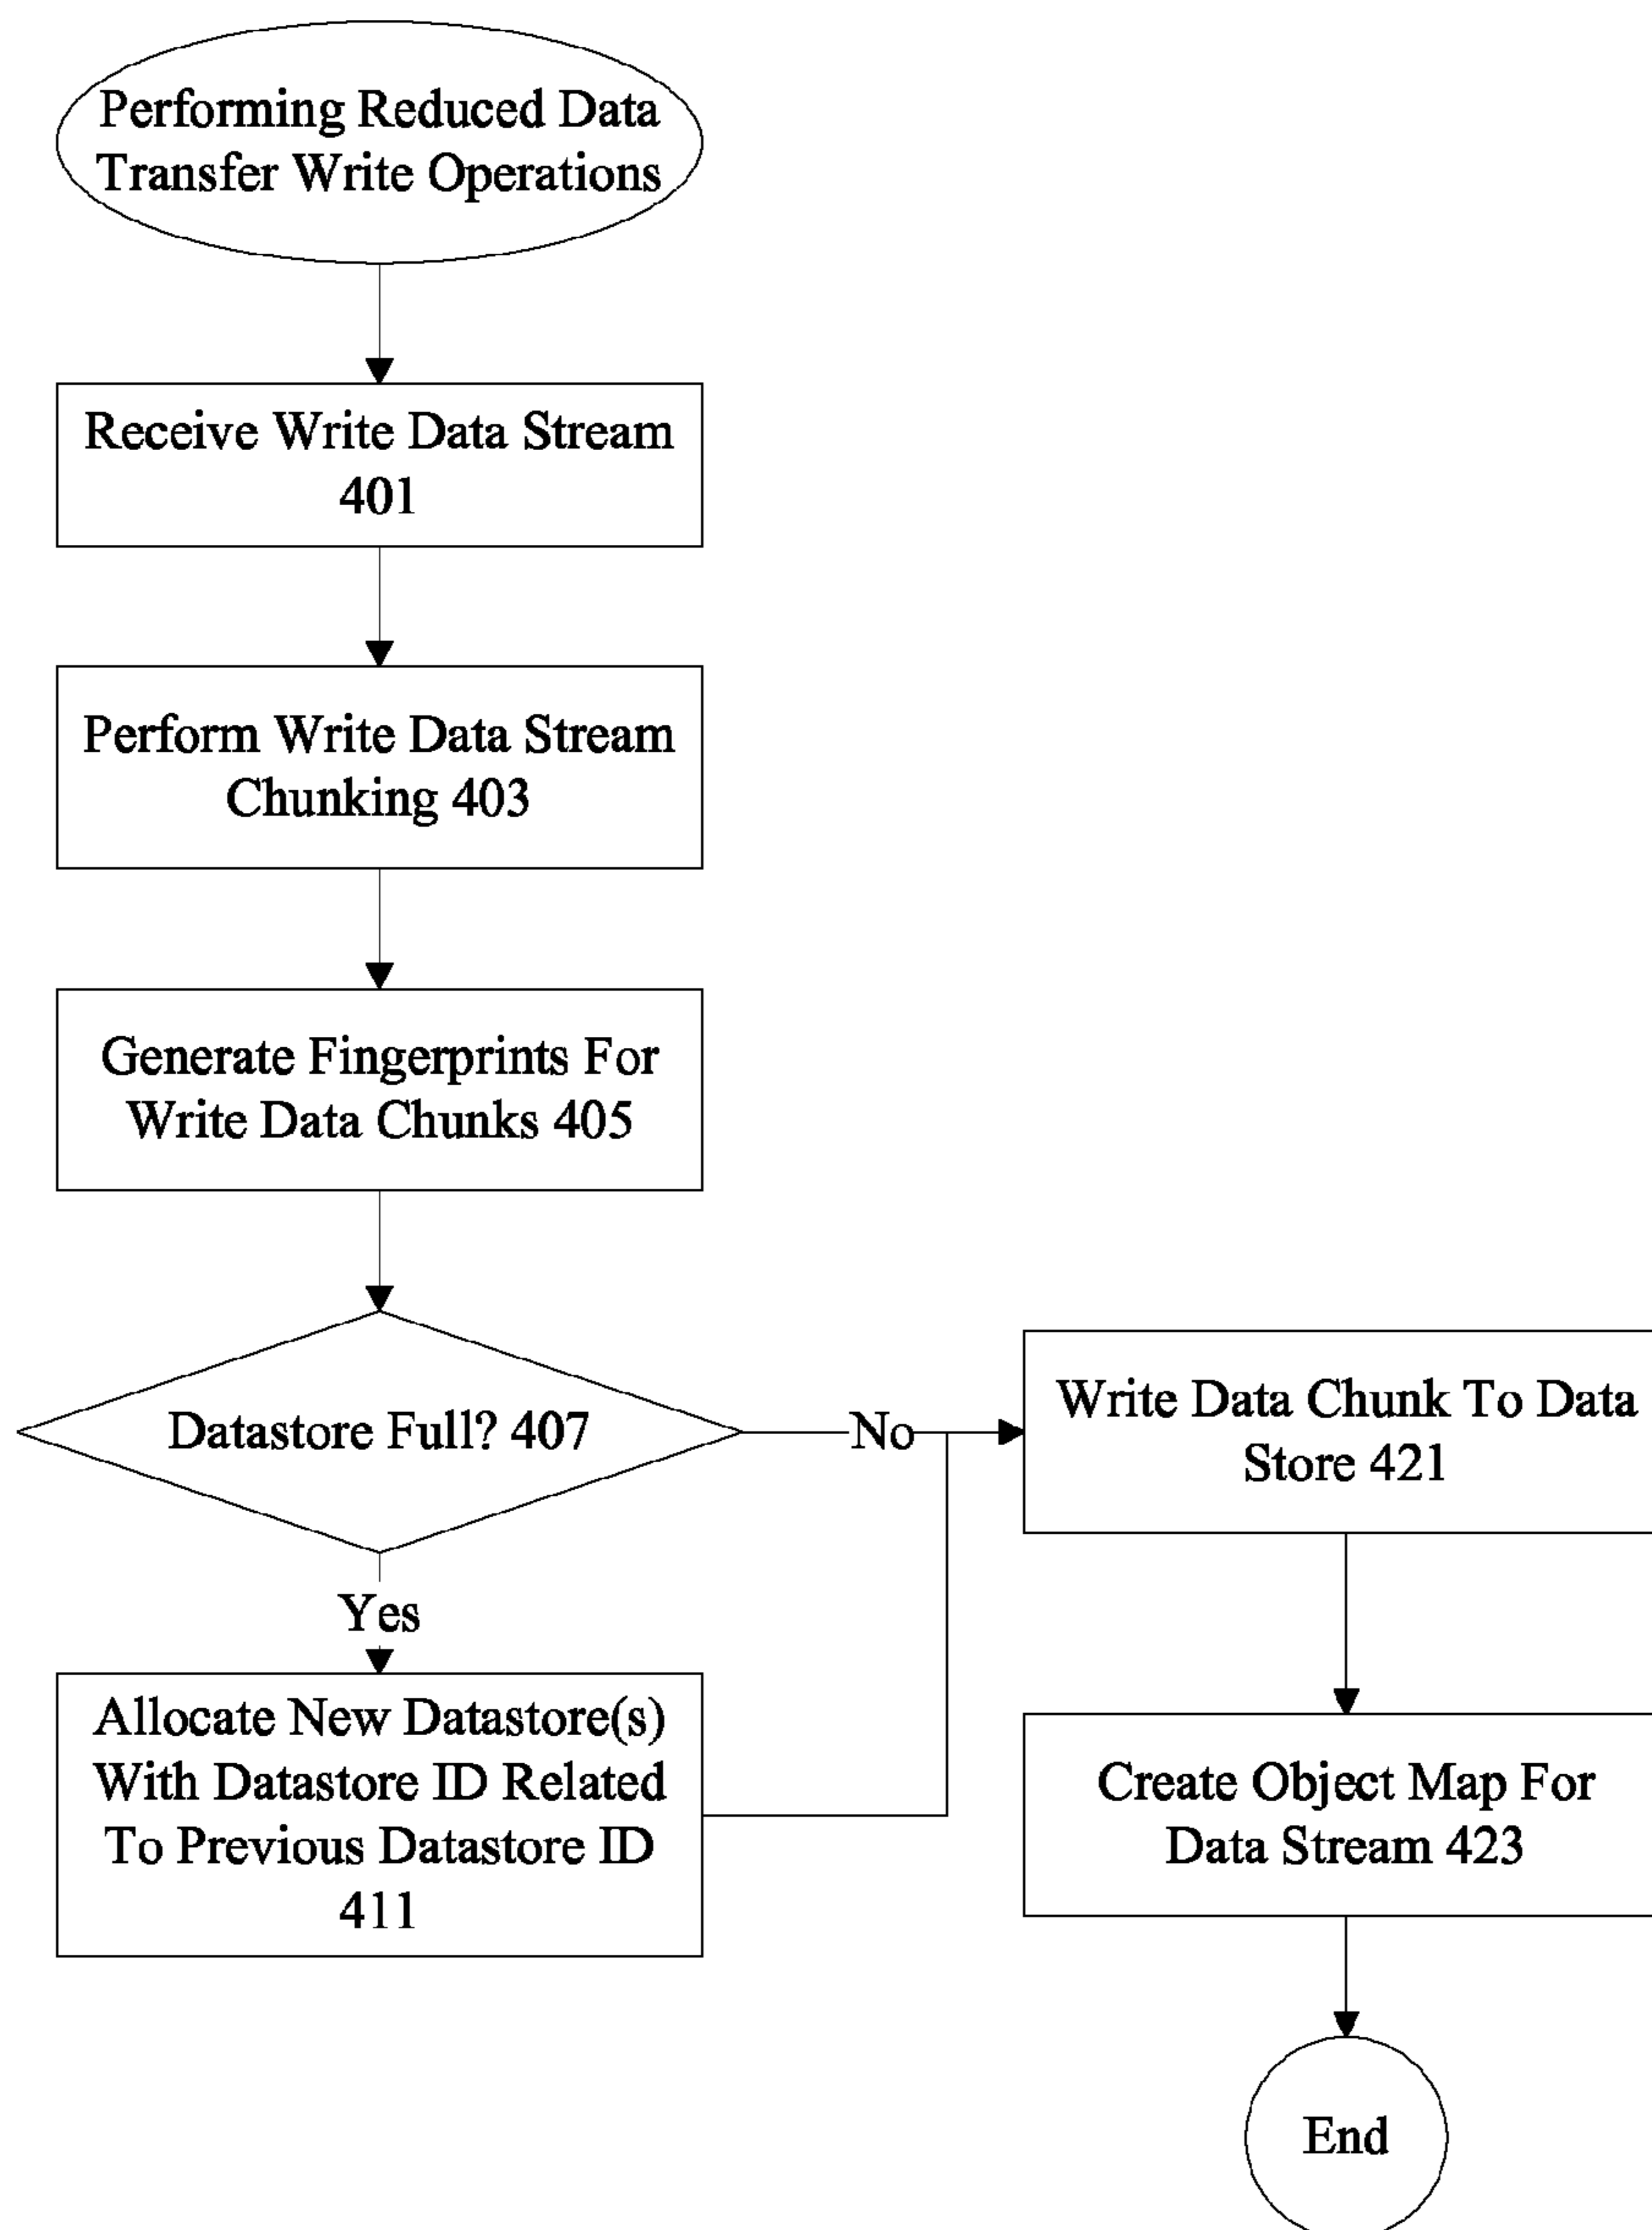 Performing Reduced Data
Transfer Write Operations
Receive Write Data Stream
401
Perform Write Data Stream
Chunking 403
Generate Fingerprints For
Write Data Chunks 405
Datastore Full? 407
No
Yes
Allocate New Datastore(s)
With Datastore ID Related
To Previous Datastore ID
411
Write Data Chunk To Data
Store 421
Create Object Map For
Data Stream 423
End